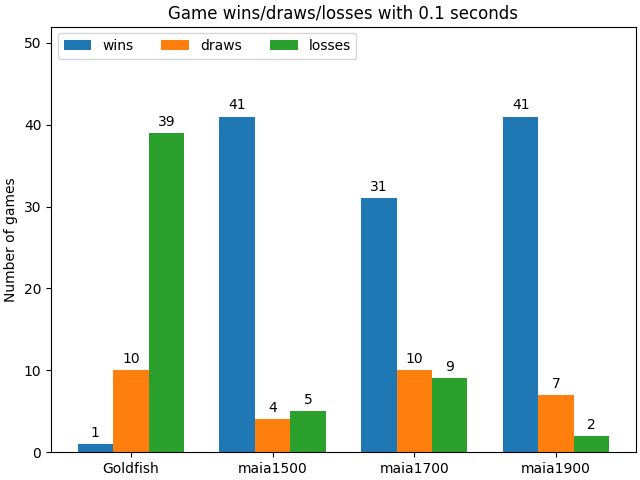 Game wins/draws/losses with 0.1 seconds
wins draws losses
Number of games
50
40
30
20
10
0
1 10 39
41 4 5
31 10 9
41 7 2
Goldfish maia1500 maia1700 maia1900